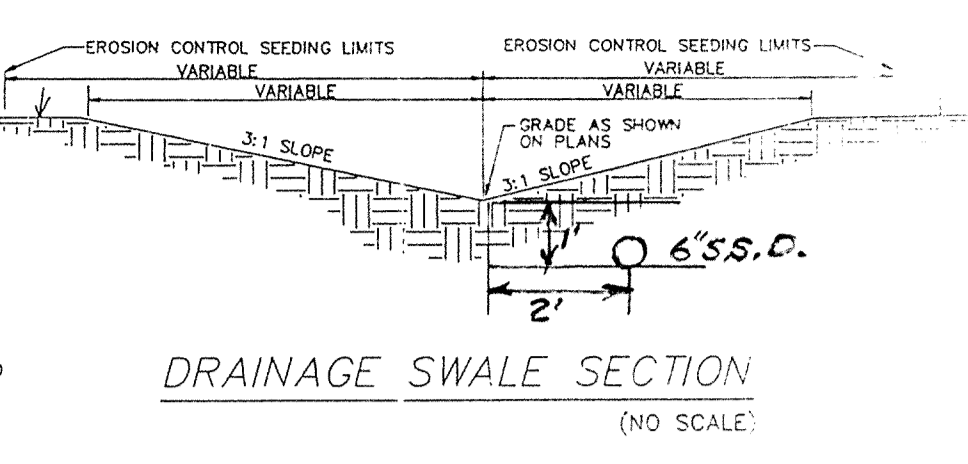 EROSION CONTROL SEEDING LIMITS
EROSION CONTROL SEEDING LIMITS
VARIABLE
VARIABLE
VARIABLE
VARIABLE
GRADE AS SHOWN
ON PLANS
3:1 SLOPE
3:1 SLOPE
1'
6"S.S.D.
2'
DRAINAGE SWALE SECTION
(NO SCALE)